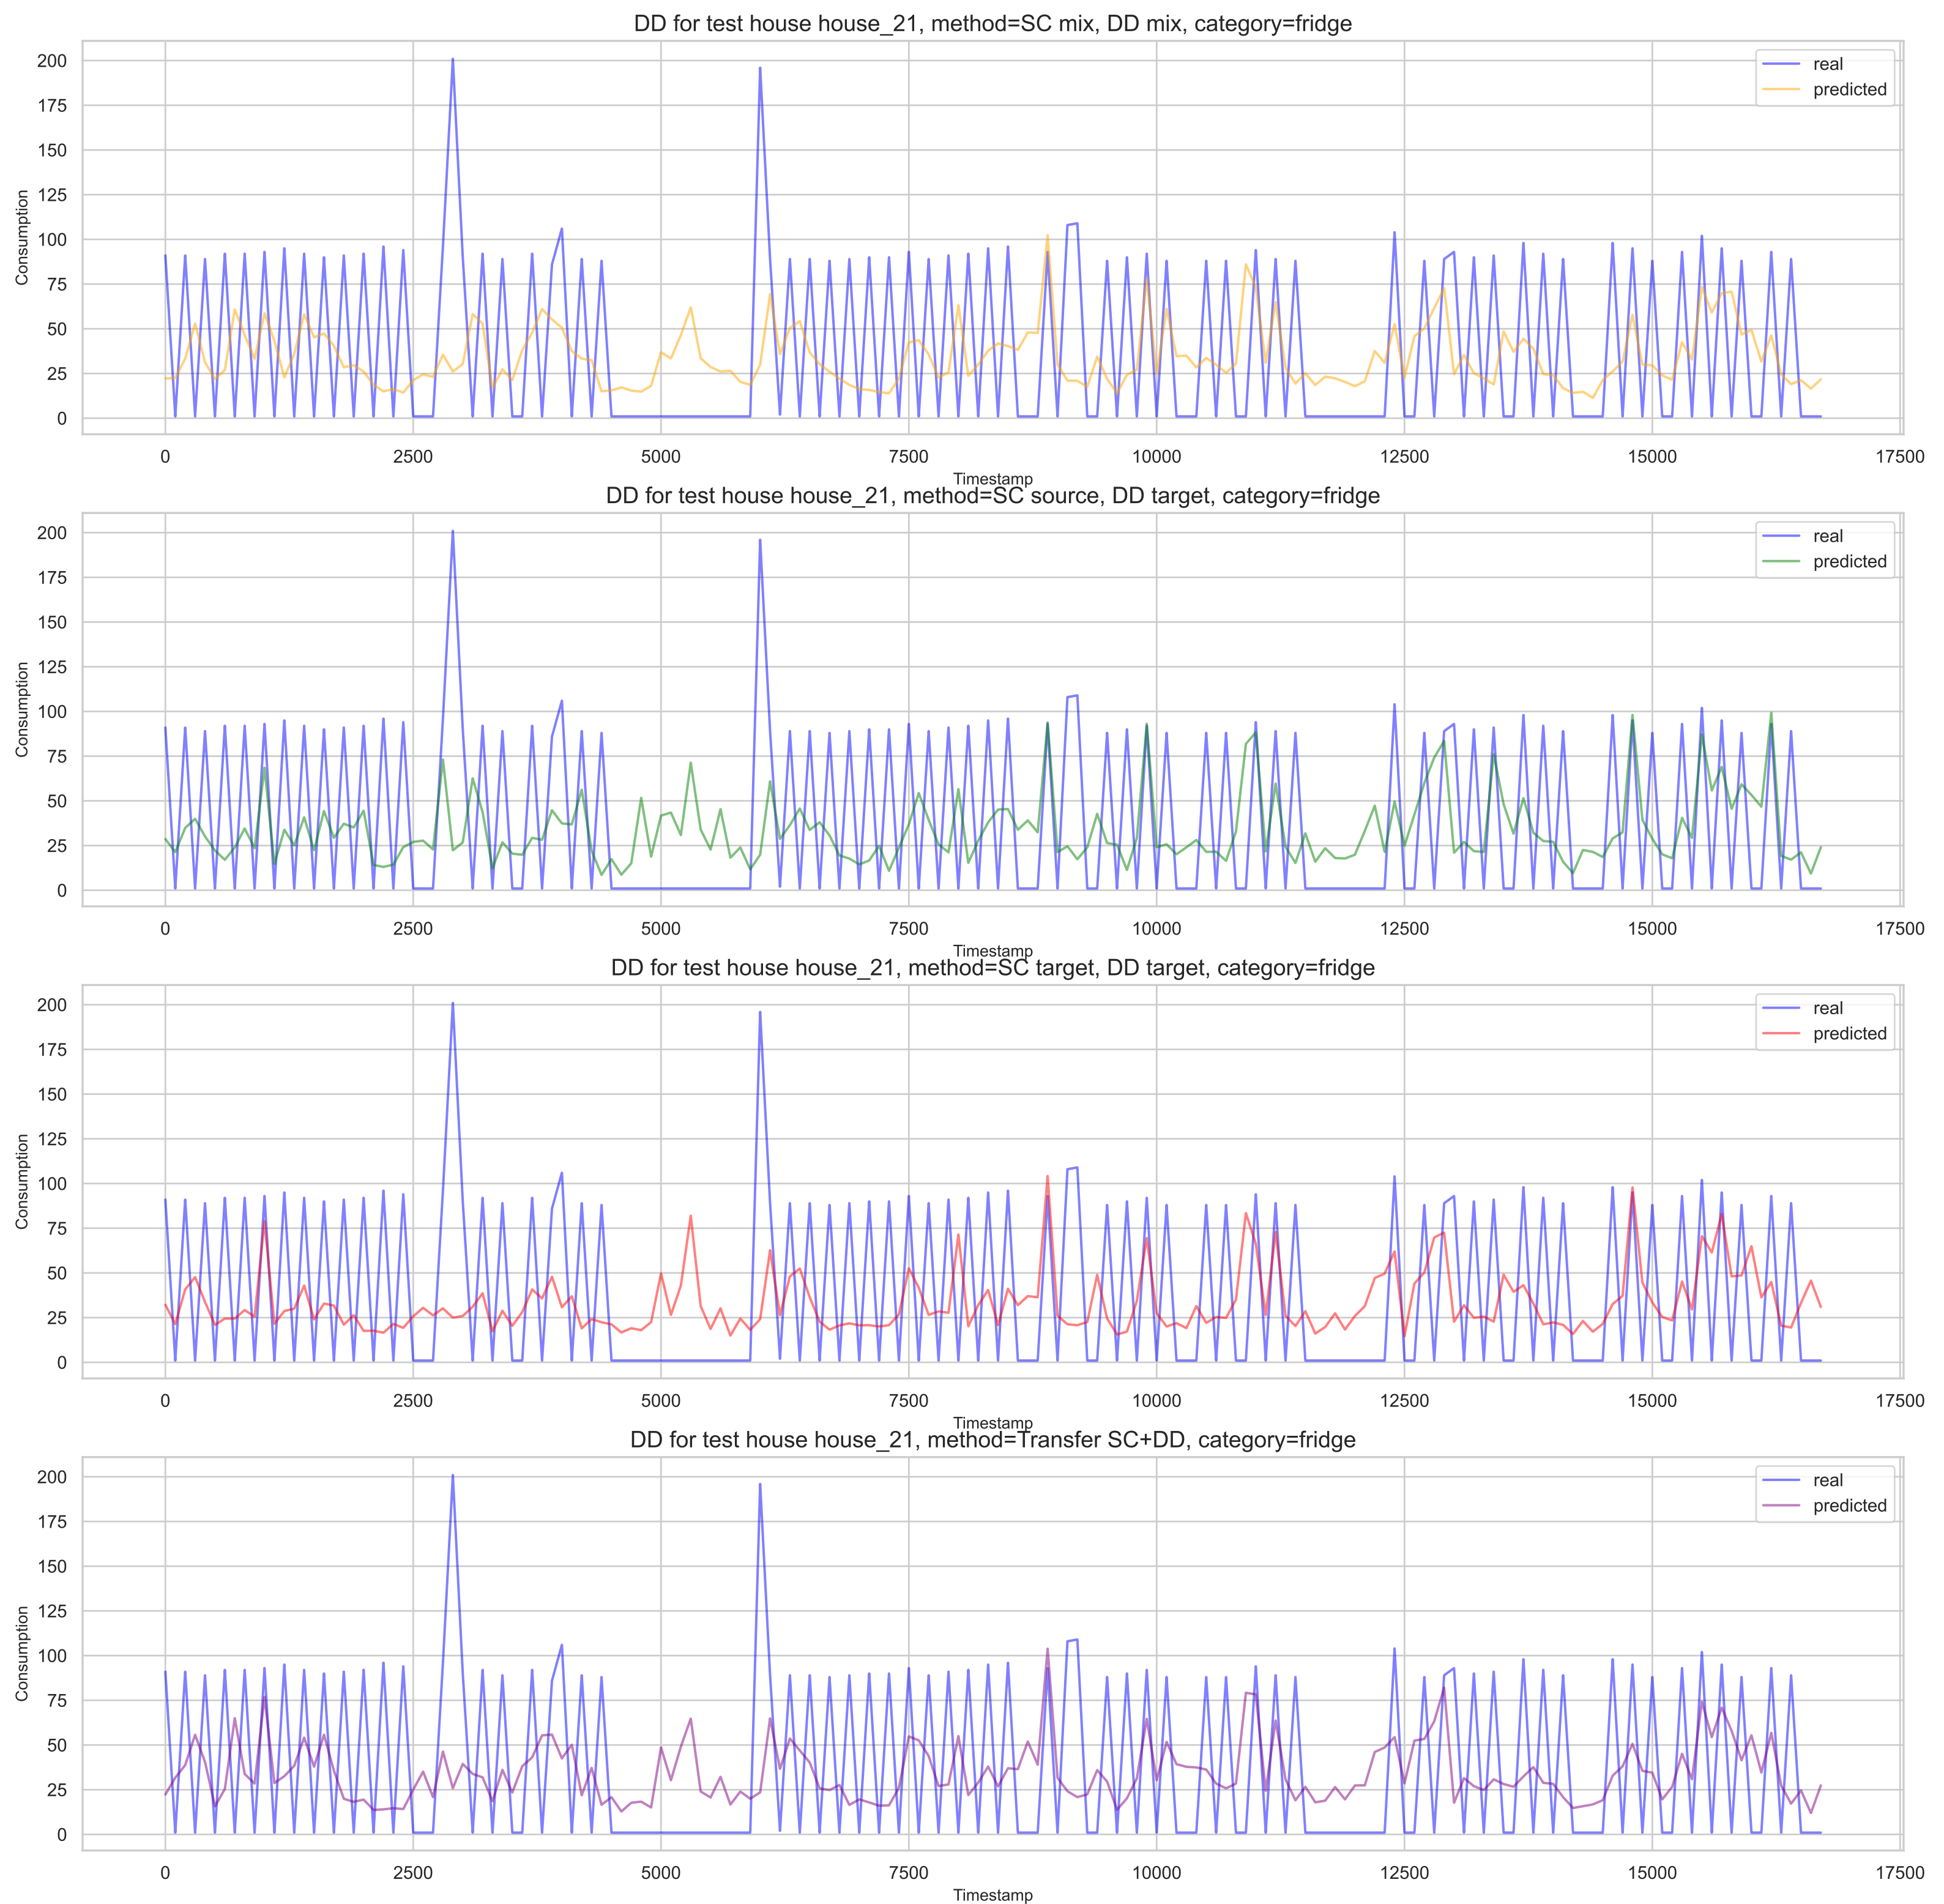 DD for test house house_21, method=SC mix, DD mix, category=fridge
200
175
150
125
100
75
50
25
0
Consumption
real
predicted
0 2500 5000 7500 10000 12500 15000 17500
Timestamp
DD for test house house_21, method=SC source, DD target, category=fridge
200
175
150
125
100
75
50
25
0
Consumption
real
predicted
0 2500 5000 7500 10000 12500 15000 17500
Timestamp
DD for test house house_21, method=SC target, DD target, category=fridge
200
175
150
125
100
75
50
25
0
Consumption
real
predicted
0 2500 5000 7500 10000 12500 15000 17500
Timestamp
DD for test house house_21, method=Transfer SC+DD, category=fridge
200
175
150
125
100
75
50
25
0
Consumption
real
predicted
0 2500 5000 7500 10000 12500 15000 17500
Timestamp